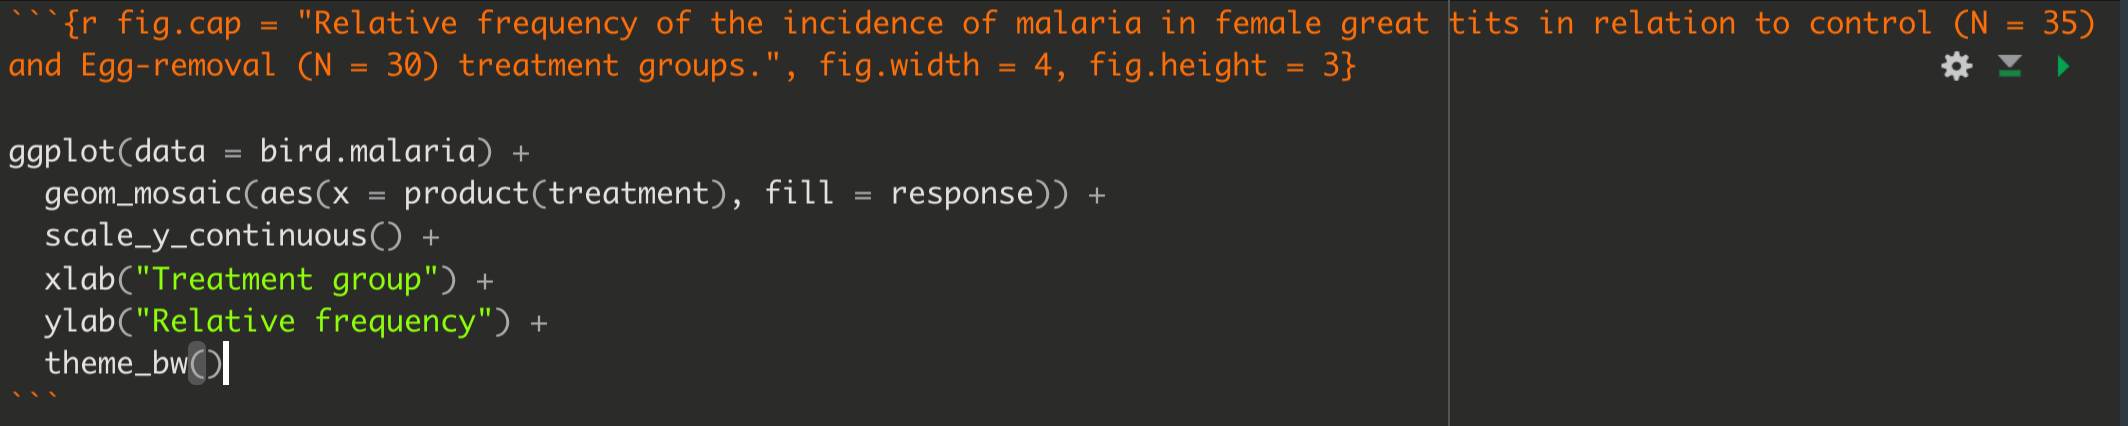 ```{r fig.cap = "Relative frequency of the incidence of malaria in female great tits in relation to control (N = 35)
and Egg-removal (N = 30) treatment groups.", fig.width = 4, fig.height = 3}
ggplot(data = bird.malaria) +
  geom_mosaic(aes(x = product(treatment), fill = response)) +
  scale_y_continuous() +
  xlab("Treatment group") +
  ylab("Relative frequency") +
  theme_bw()
```